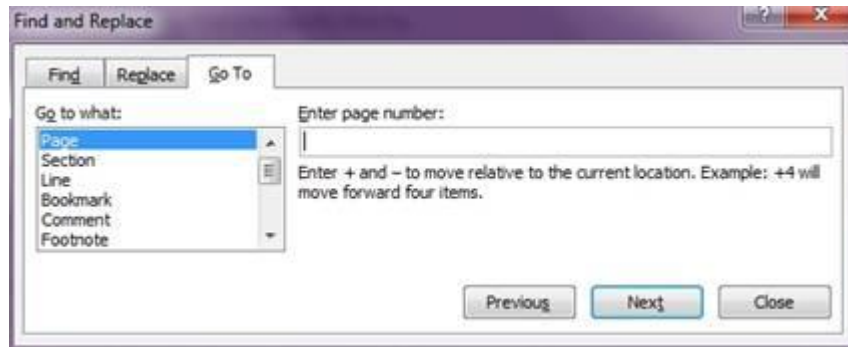 Find and Replace
Find Replace Go To
Go to what:
Page
Section
Line
Bookmark
Comment
Footnote
Enter page number:
Enter + and – to move relative to the current location. Example: +4 will
move forward four items.
Previous Next Close